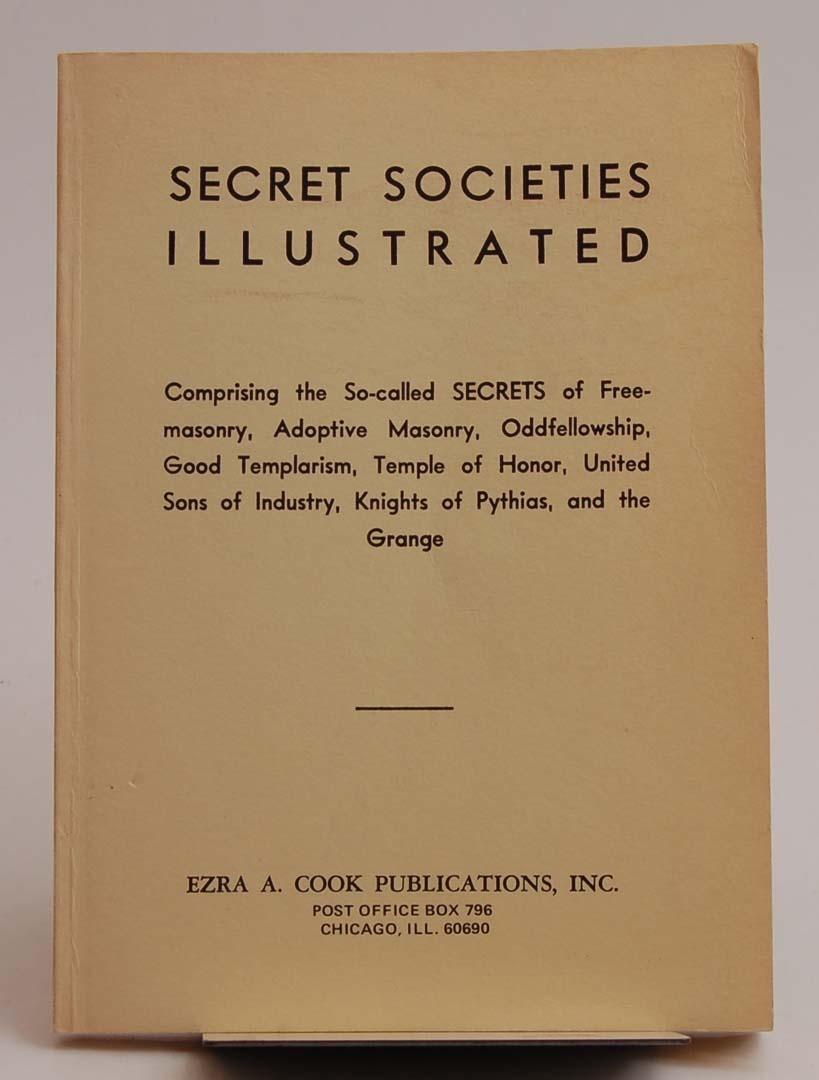 SECRET SOCIETIES
ILLUSTRATED
Comprising the So-called SECRETS of Free-
masonry, Adoptive Masonry, Oddfellowship,
Good Templarism, Temple of Honor, United
Sons of Industry, Knights of Pythias, and the
Grange
EZRA A. COOK PUBLICATIONS, INC.
POST OFFICE BOX 796
CHICAGO, ILL. 60690